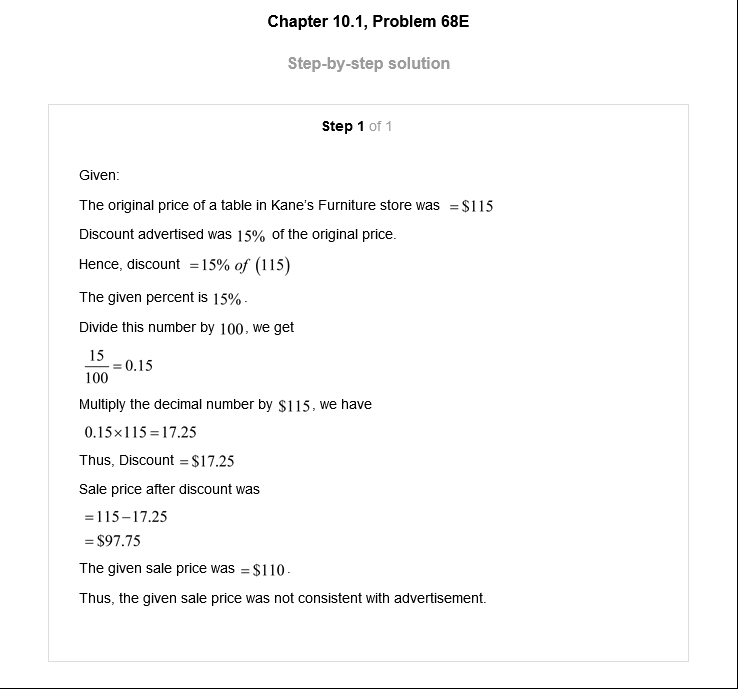 Chapter 10.1, Problem 68E
Step-by-step solution
Step 1 of 1
Given:
The original price of a table in Kane's Furniture store was =$115
Discount advertised was 15% of the original price.
Hence, discount =15% of (115)
The given percent is 15%.
Divide this number by 100, we get
15
100
=0.15
Multiply the decimal number by $115, we have
0.15×115=17.25
Thus, Discount =$17.25
Sale price after discount was
=115−17.25
=$97.75
The given sale price was =$110.
Thus, the given sale price was not consistent with advertisement.